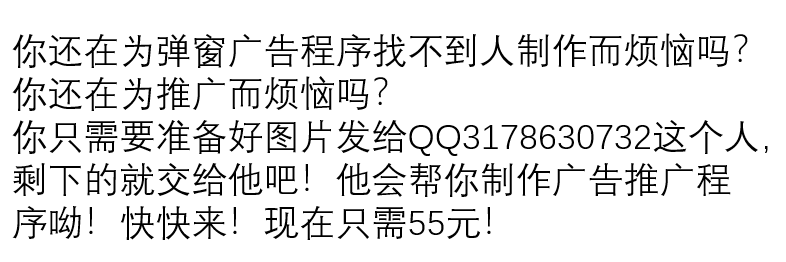 你还在为弹窗广告程序找不到人制作而烦恼吗？
你还在为推广而烦恼吗？
你只需要准备好图片发给QQ3178630732这个人，
剩下的就交给他吧！他会帮你制作广告推广程
序呦！快快来！现在只需55元！